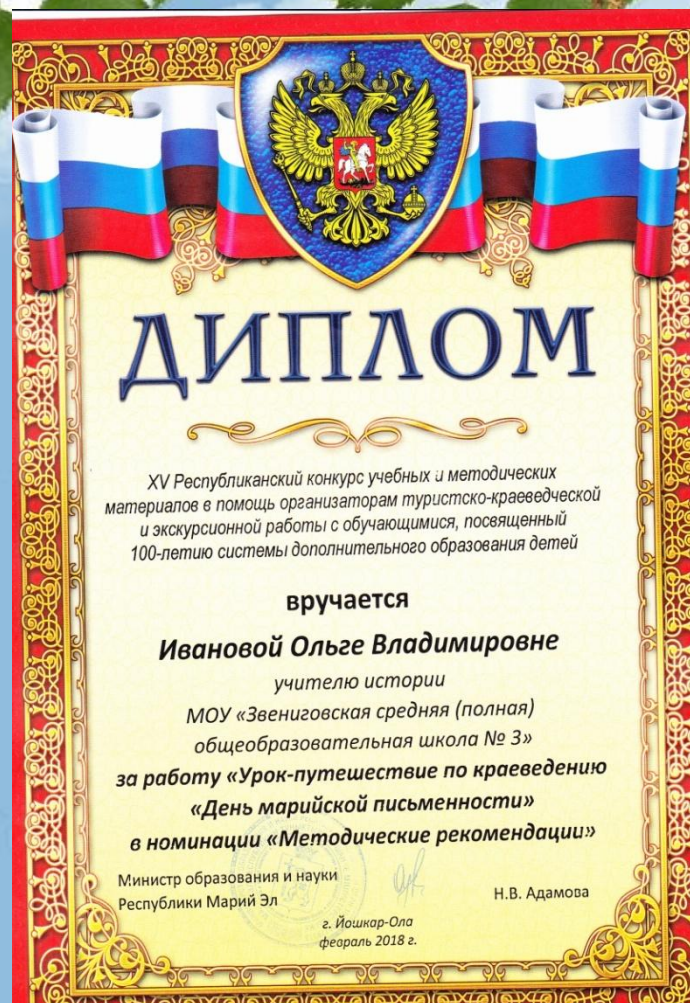 ДИПЛОМ
XV Республиканский конкурс учебных и методических
материалов в помощь организаторам туристско-краеведческой
и экскурсионной работы с обучающимися, посвященный
100-летию системы дополнительного образования детей
вручается
Ивановой Ольге Владимировне
учителю истории
МОУ «Звениговская средняя (полная)
общеобразовательная школа № 3»
за работу «Урок-путешествие по краеведению
«День марийской письменности»
в номинации «Методические рекомендации»
Министр образования и науки
Республики Марий Эл
Н.В. Адамова
г. Йошкар-Ола
февраль 2018 г.